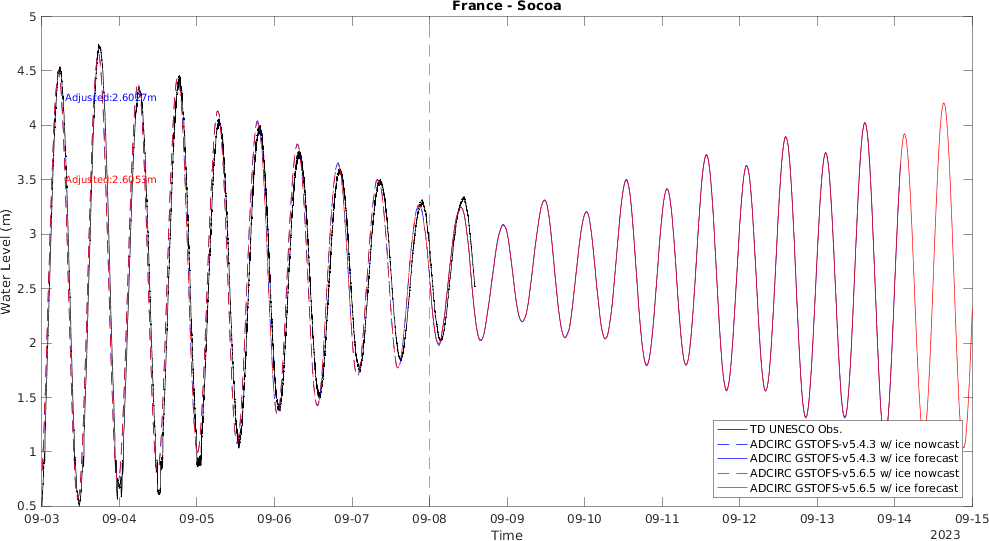 France - Socoa
5
4.5
4
3.5
3
2.5
2
1.5
1
0.5
Water Level (m)
Adjusted:2.6097m
Adjusted:2.6053m
TD UNESCO Obs.
ADCIRC GSTOFS-v5.4.3 w/ ice nowcast
ADCIRC GSTOFS-v5.4.3 w/ ice forecast
ADCIRC GSTOFS-v5.6.5 w/ ice nowcast
ADCIRC GSTOFS-v5.6.5 w/ ice forecast
09-03 09-04 09-05 09-06 09-07 09-08 09-09 09-10 09-11 09-12 09-13 09-14 09-15
Time
2023